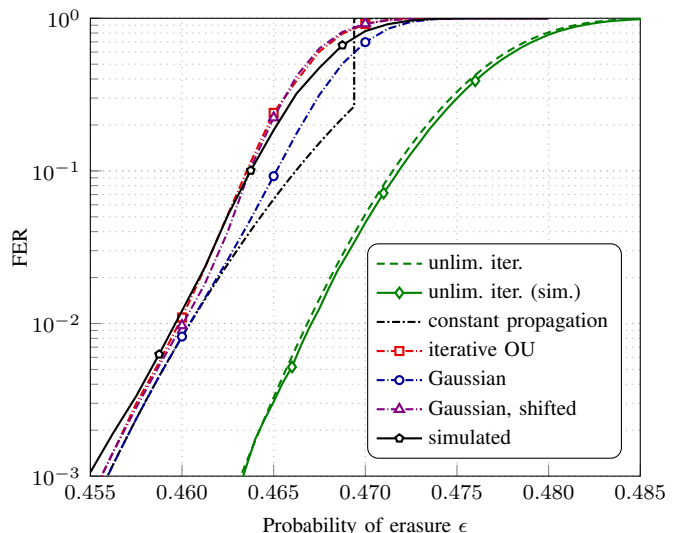 10^0
10^−1
10^−2
10^−3
FER
unlim. iter.
unlim. iter. (sim.)
constant propagation
iterative OU
Gaussian
Gaussian, shifted
simulated
0.455 0.460 0.465 0.470 0.475 0.480 0.485
Probability of erasure ϵ